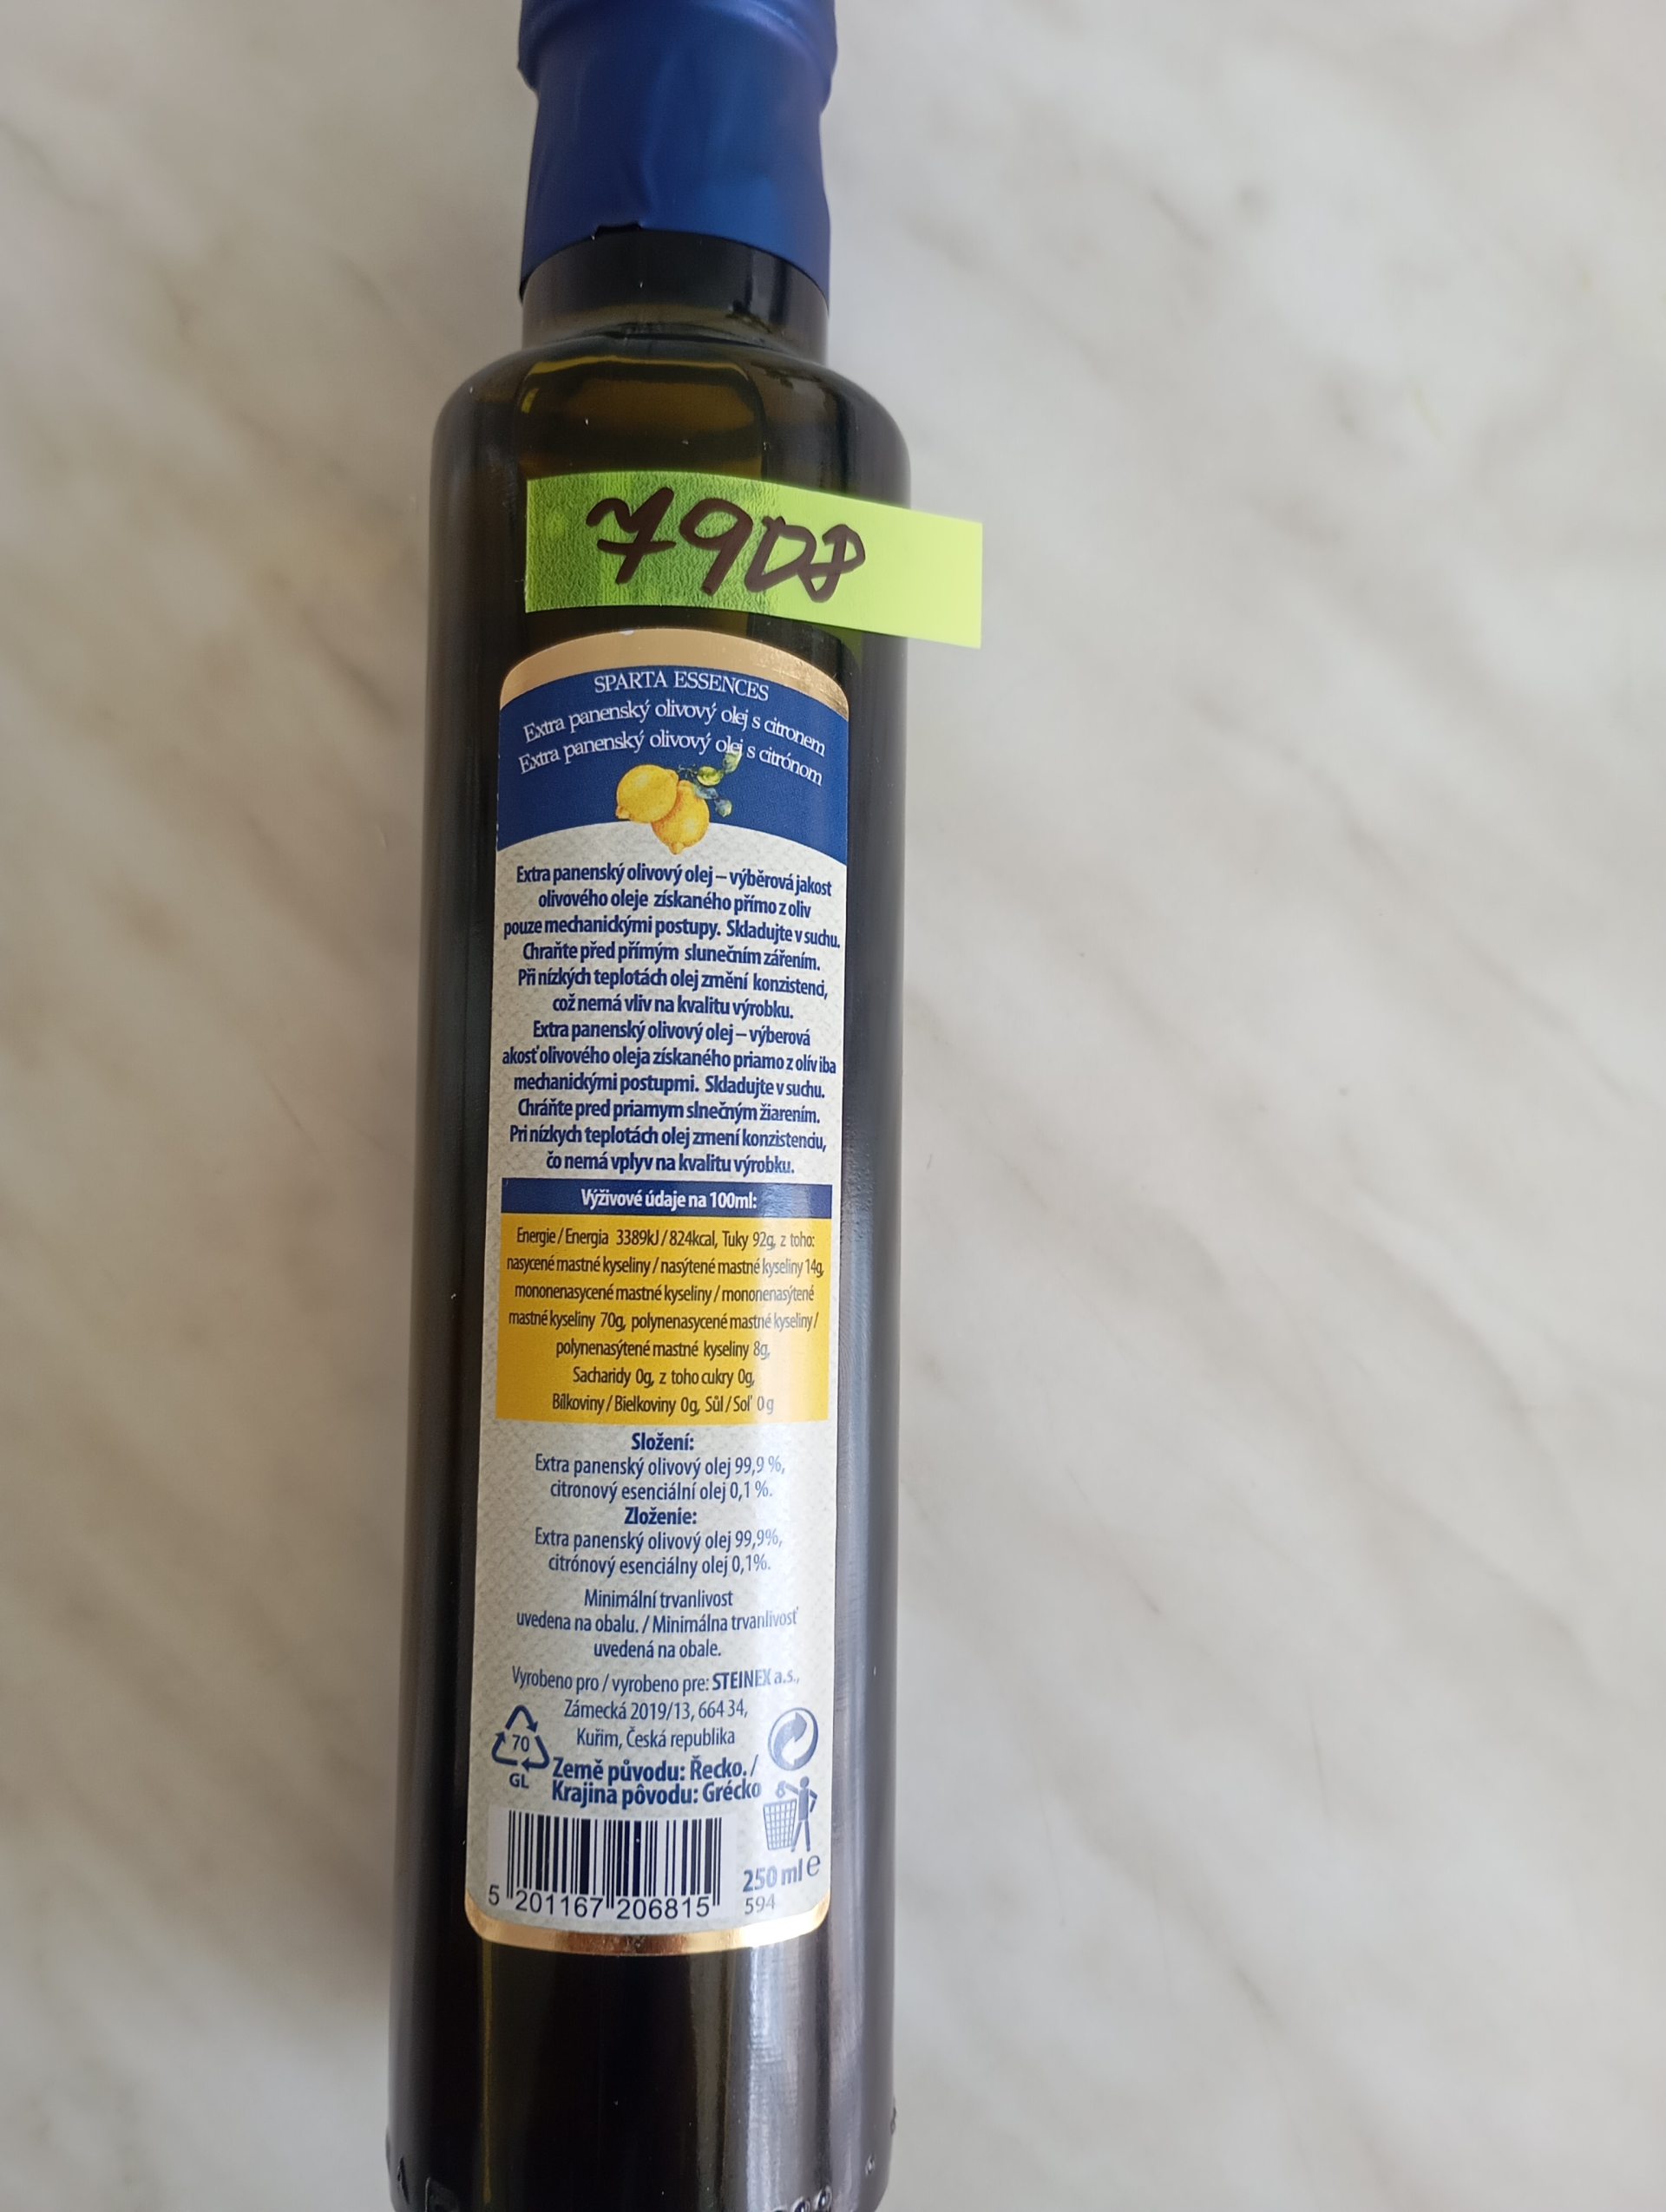 79D8
SPARTA ESSENCES
Extra panenský olivový olej s citronem
Extra panenský olivový olej s citrónom
Extra panenský olivový olej – výběrová jakost
olivového oleje získaného přímo z oliv
pouze mechanickými postupy. Skladujte v suchu.
Chraňte před přímým slunečním zářením.
Při nízkých teplotách olej změní konzistenci,
což nemá vliv na kvalitu výrobku.
Extra panenský olivový olej – výberová
akosť olivového oleja získaného priamo z olív iba
mechanickými postupmi. Skladujte v suchu.
Chráňte pred priamym slnečným žiarením.
Pri nízkych teplotách olej zmení konzistenciu,
čo nemá vplyv na kvalitu výrobku.
Výživové údaje na 100ml:
Energie / Energia 3389kJ / 824kcal, Tuky 92g, z toho:
nasycené mastné kyseliny / nasýtené mastné kyseliny 14g,
mononenasycené mastné kyseliny / mononenasýtené
mastné kyseliny 70g, polynenasycené mastné kyseliny /
polynenasýtené mastné kyseliny 8g,
Sacharidy 0g, z toho cukry 0g,
Bílkoviny / Bielkoviny 0g, Sůl / Soľ 0g
Složení:
Extra panenský olivový olej 99,9 %,
citronový esenciální olej 0,1 %.
Zloženie:
Extra panenský olivový olej 99,9%,
citrónový esenciálny olej 0,1%.
Minimální trvanlivost
uvedena na obalu. / Minimálna trvanlivosť
uvedená na obale.
Vyrobeno pro / vyrobeno pre: STEINEX a.s.,
Zámecká 2019/13, 664 34,
Kuřim, Česká republika
70
GL
Země původu: Řecko. /
Krajina pôvodu: Grécko
250 ml e
594
5 201167 206815